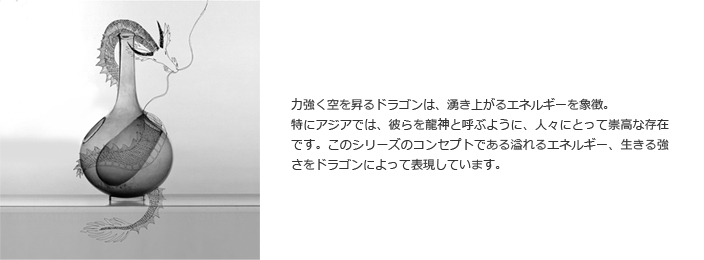 力強く空を昇るドラゴンは、湧き上がるエネルギーを象徴。
特にアジアでは、彼らを龍神と呼ぶように、人々にとって崇高な存在
です。このシリーズのコンセプトである溢れるエネルギー、生きる強
さをドラゴンによって表現しています。